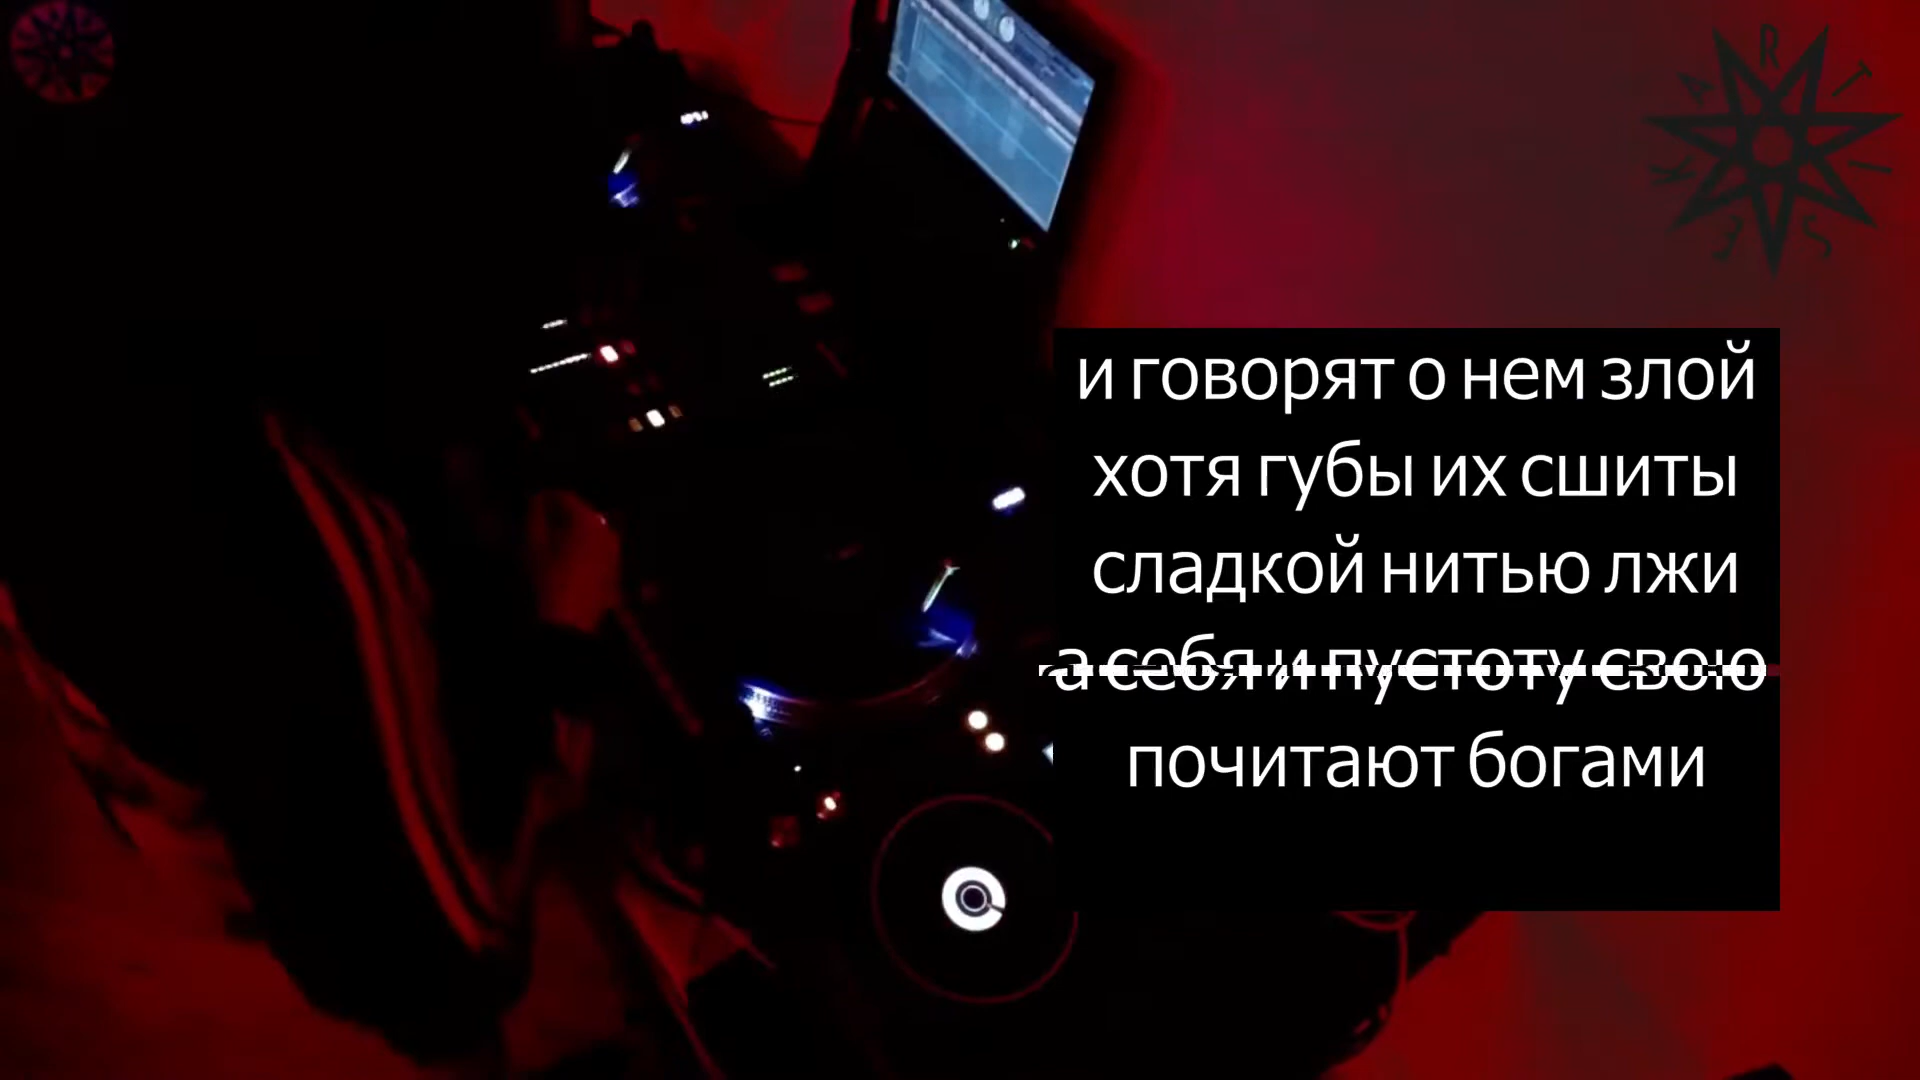 и говорят о нем злой
хотя губы их сшиты
сладкой нитью лжи
а себя и пустоту свою
почитают богами